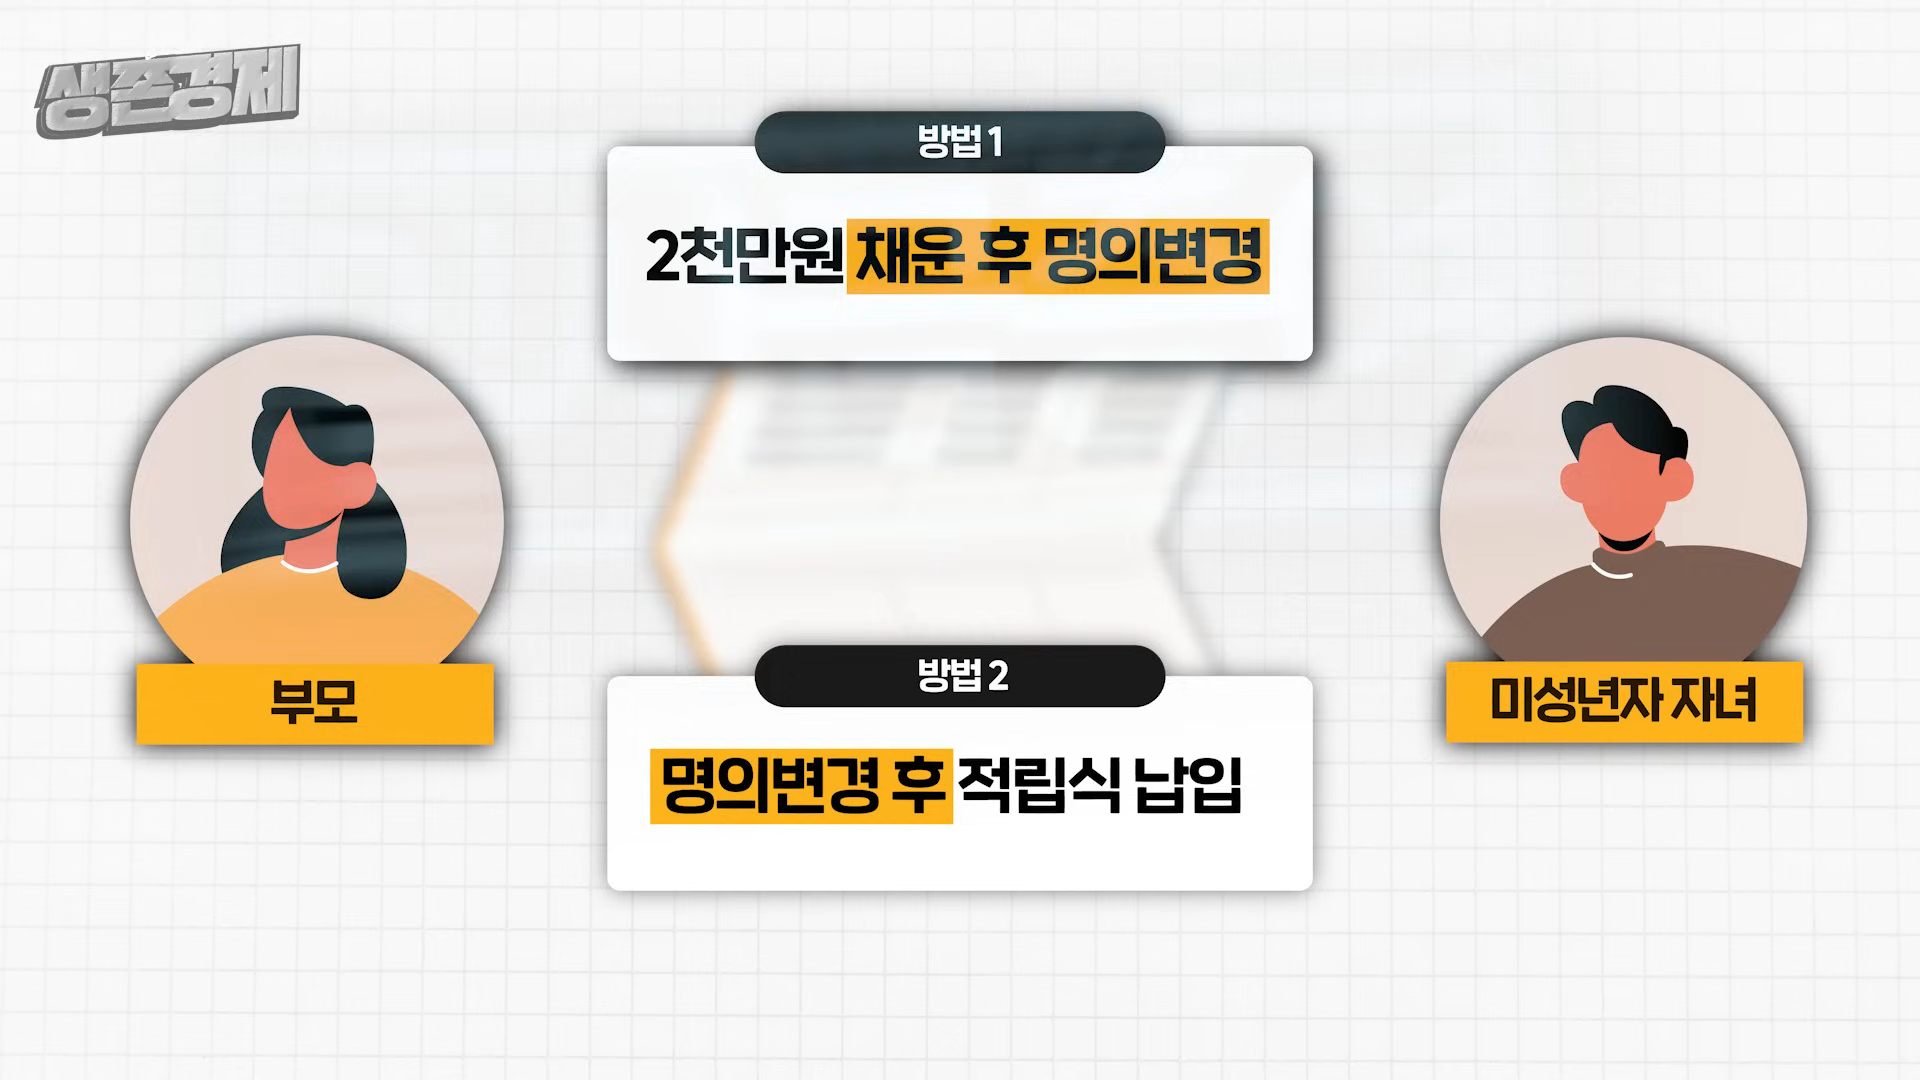 생존경제
방법 1
2천만원 채운 후 명의변경
부모
미성년자 자녀
방법 2
명의변경 후 적립식 납입